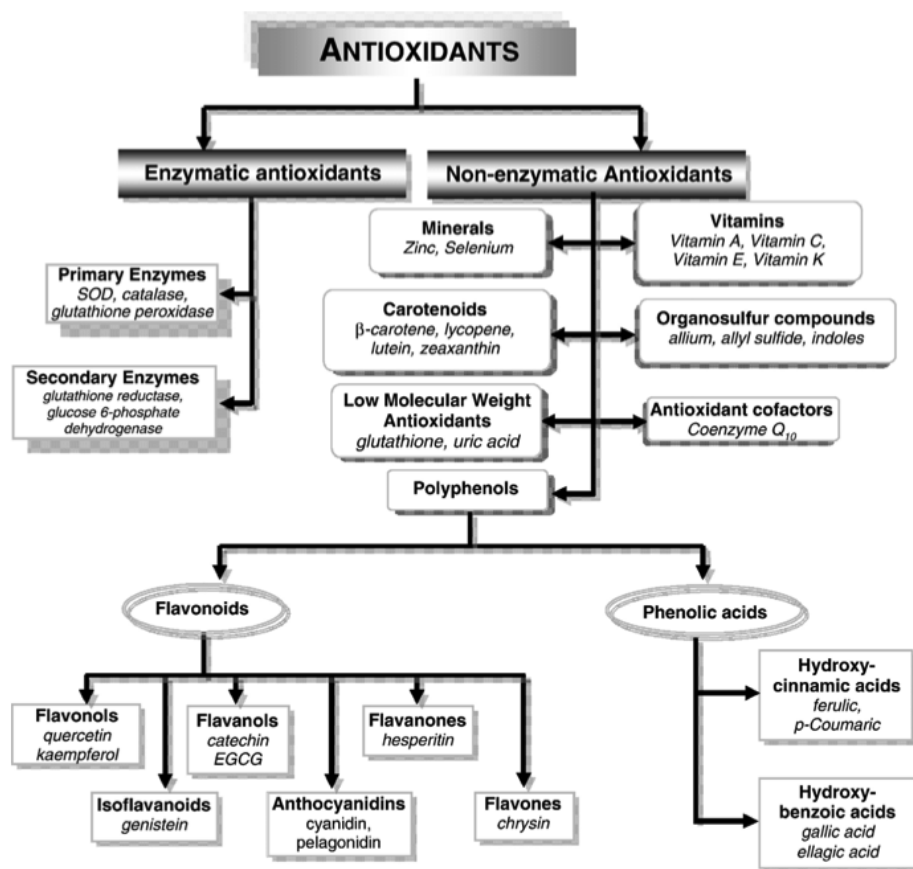 ANTIOXIDANTS
Enzymatic antioxidants
Non-enzymatic Antioxidants
Primary Enzymes
SOD, catalase,
glutathione peroxidase
Secondary Enzymes
glutathione reductase,
glucose 6-phosphate
dehydrogenase
Minerals
Zinc, Selenium
Vitamins
Vitamin A, Vitamin C,
Vitamin E, Vitamin K
Carotenoids
β-carotene, lycopene,
lutein, zeaxanthin
Organosulfur compounds
allium, allyl sulfide, indoles
Low Molecular Weight
Antioxidants
glutathione, uric acid
Antioxidant cofactors
Coenzyme Q10
Polyphenols
Flavonoids
Phenolic acids
Flavonols
quercetin
kaempferol
Flavanols
catechin
EGCG
Flavanones
hesperitin
Isoflavanoids
genistein
Anthocyanidins
cyanidin,
pelagonidin
Flavones
chrysin
Hydroxy-
cinnamic acids
ferulic,
p-Coumaric
Hydroxy-
benzoic acids
gallic acid
ellagic acid